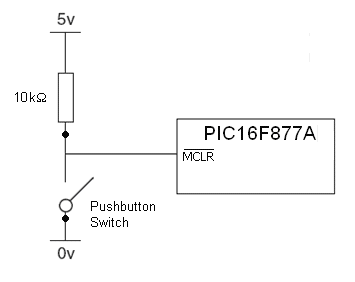 5v
10kΩ
PIC16F877A
MCLR
Pushbutton
Switch
0v